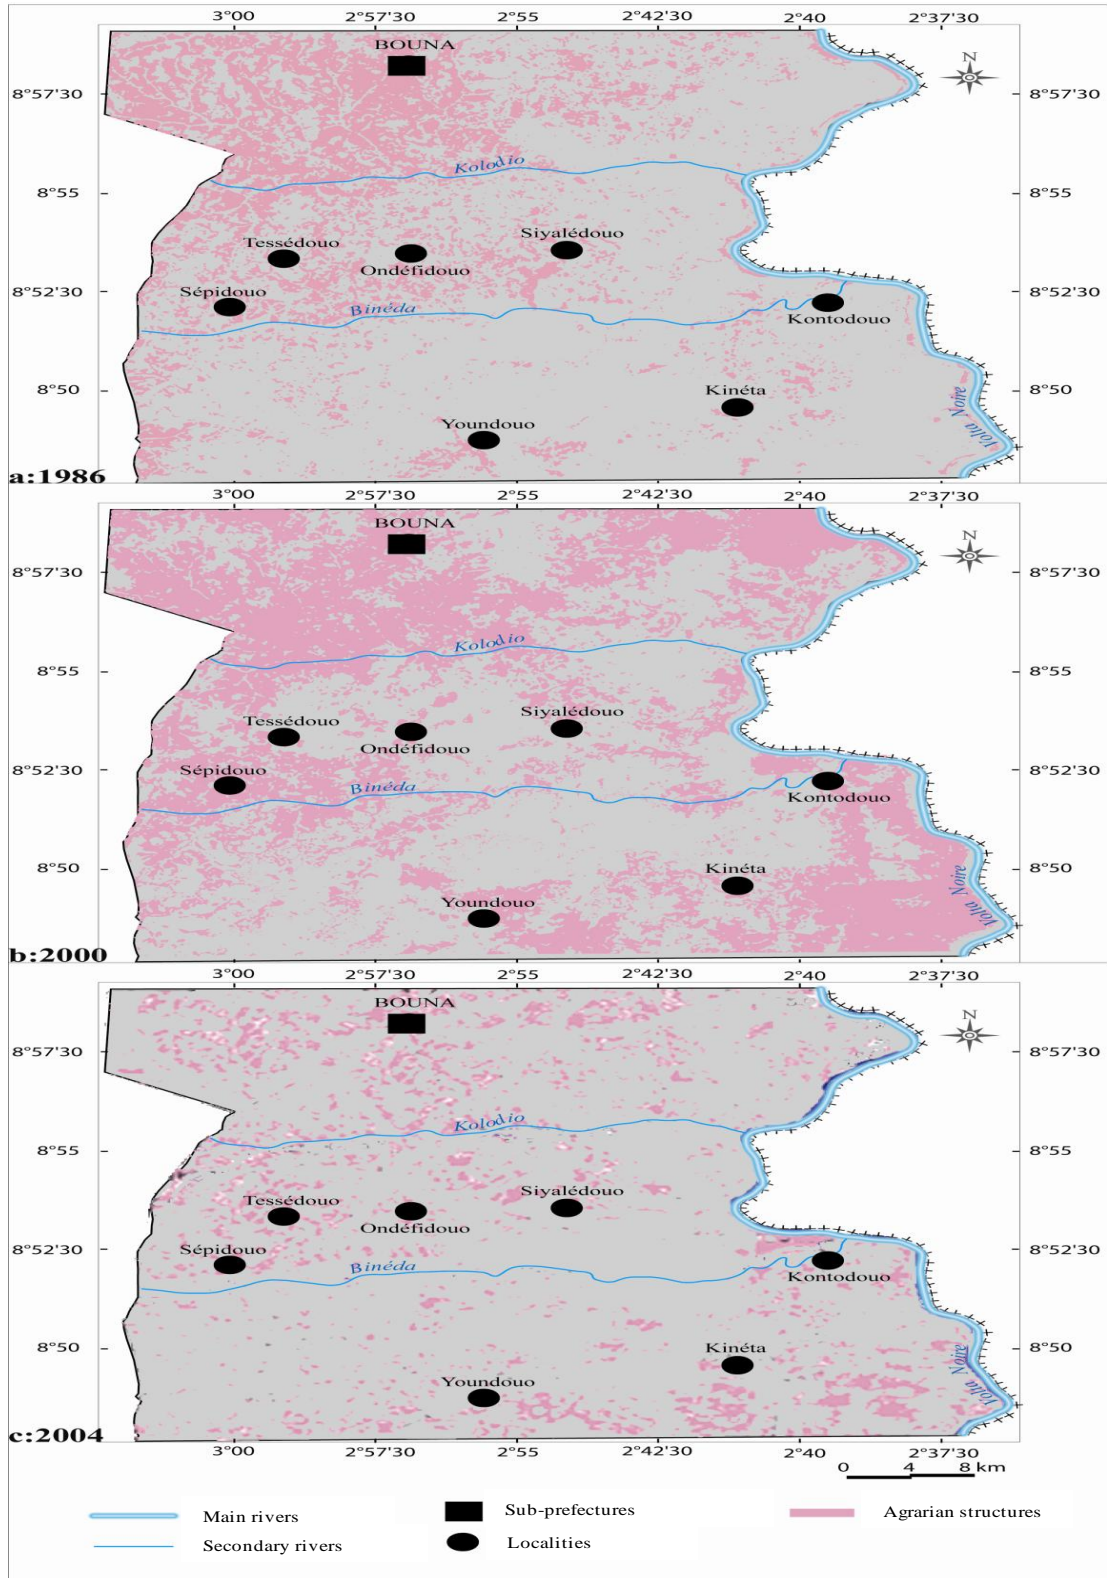 3°00 2°57'30 2°55 2°42'30 2°40 2°37'30
BOUNA
N
8°57'30 8°57'30
Kolodio
8°55 8°55
Siyalédouo
Tessédouo
Ondéfidouo
8°52'30 8°52'30
Sépidouo
Binéda
Kontodouo
8°50 8°50
Kinéta
Volta Noire
Youndouo
a:1986
3°00 2°57'30 2°55 2°42'30 2°40 2°37'30
BOUNA
N
8°57'30 8°57'30
Kolodio
8°55 8°55
Siyalédouo
Tessédouo
Ondéfidouo
8°52'30 8°52'30
Sépidouo
Binéda
Kontodouo
8°50 8°50
Kinéta
Volta Noire
Youndouo
b:2000
3°00 2°57'30 2°55 2°42'30 2°40 2°37'30
BOUNA
N
8°57'30 8°57'30
Kolodio
8°55 8°55
Siyalédouo
Tessédouo
Ondéfidouo
8°52'30 8°52'30
Sépidouo
Binéda
Kontodouo
8°50 8°50
Kinéta
Volta Noire
Youndouo
c:2004
3°00 2°57'30 2°55 2°42'30 2°40 2°37'30
0 4 8 km
Main rivers Sub-prefectures Agrarian structures
Secondary rivers Localities